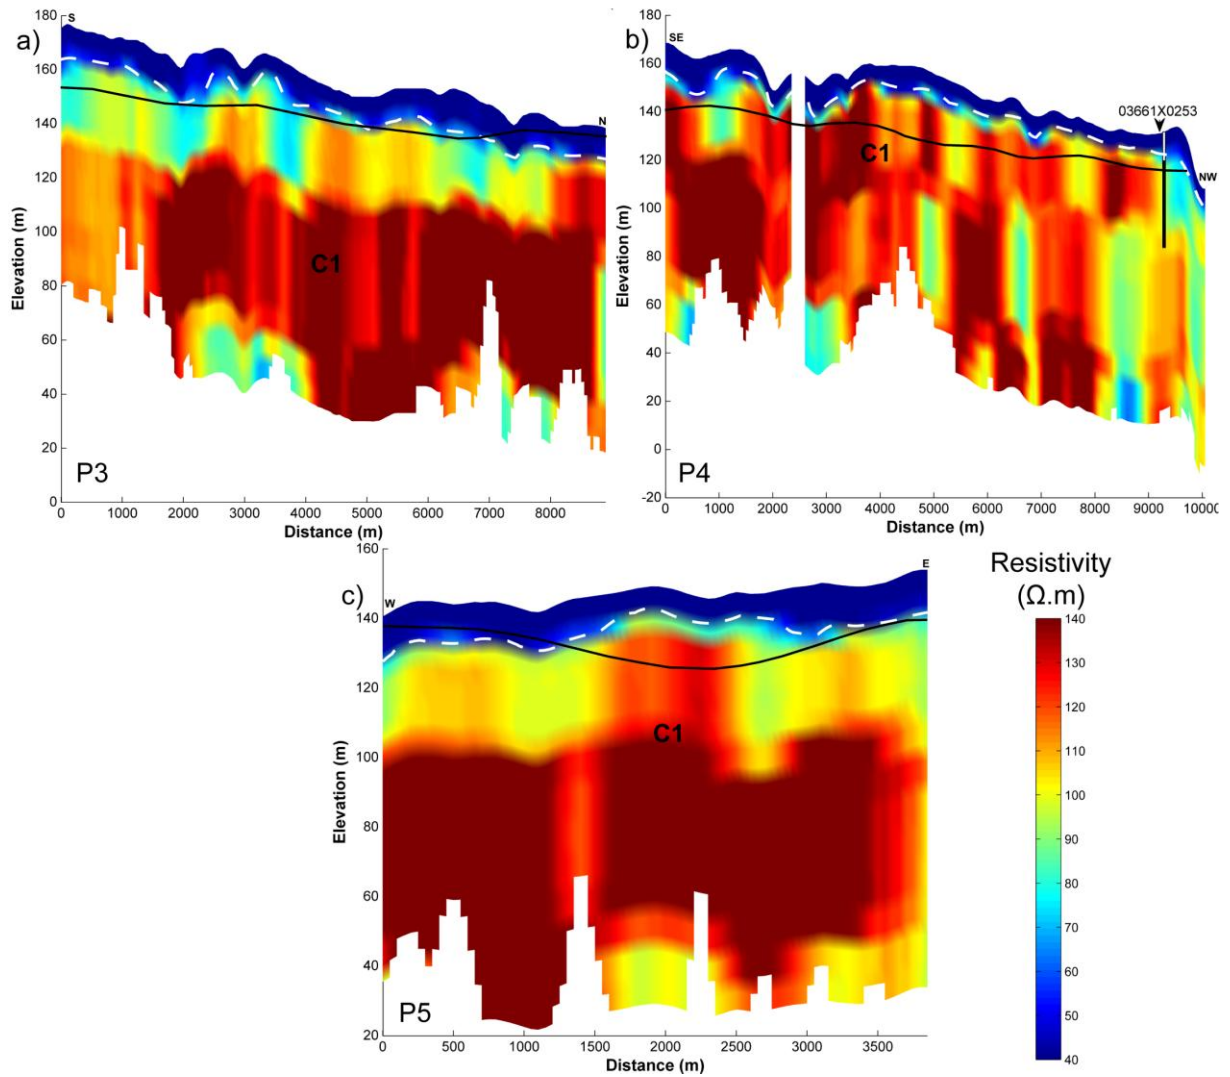 a)
S
180
160
140
120
100
80
60
40
20
0
Elevation (m)
C1
N
P3
0 1000 2000 3000 4000 5000 6000 7000 8000
Distance (m)
b)
SE
180
160
140
120
100
80
60
40
20
0
-20
Elevation (m)
C1
03661X0253
NW
P4
0 1000 2000 3000 4000 5000 6000 7000 8000 9000 10000
Distance (m)
c)
W
E
160
140
120
100
80
60
40
20
Elevation (m)
C1
P5
0 500 1000 1500 2000 2500 3000 3500
Distance (m)
Resistivity
(Ω.m)
140
130
120
110
100
90
80
70
60
50
40